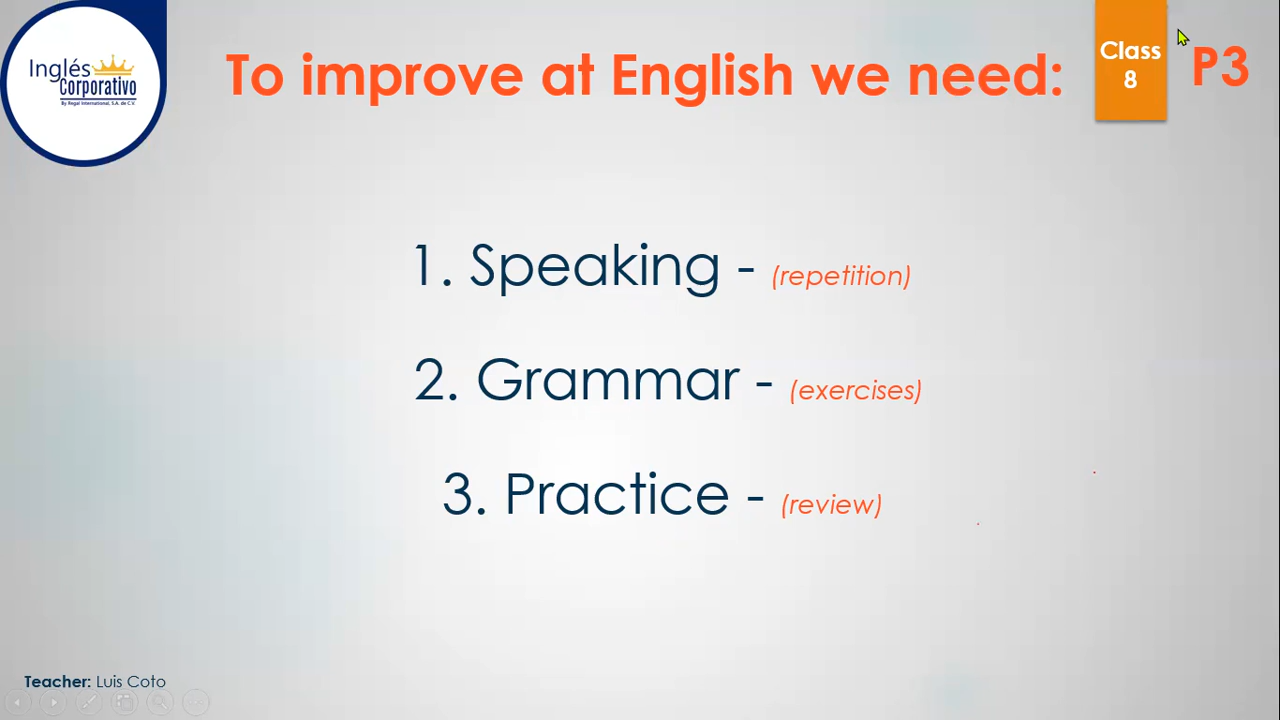 Inglés
Corporativo
By Regal International, S.A. de C.V.
To improve at English we need:
Class
8
P3
1. Speaking - (repetition)
2. Grammar - (exercises)
3. Practice - (review)
Teacher: Luis Coto